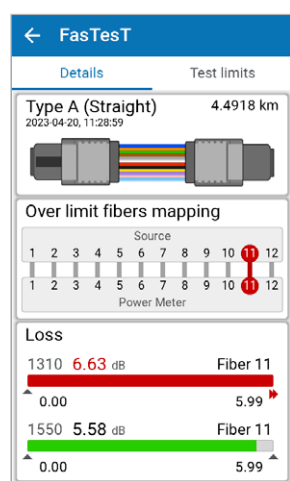 FasTesT
Details Test limits
Type A (Straight) 4.4918 km
2023-04-20, 11:28:59
Over limit fibers mapping
Source
1 2 3 4 5 6 7 8 9 10 11 12
1 2 3 4 5 6 7 8 9 10 11 12
Power Meter
Loss
1310 6.63 dB Fiber 11
0.00 5.99
1550 5.58 dB Fiber 11
0.00 5.99